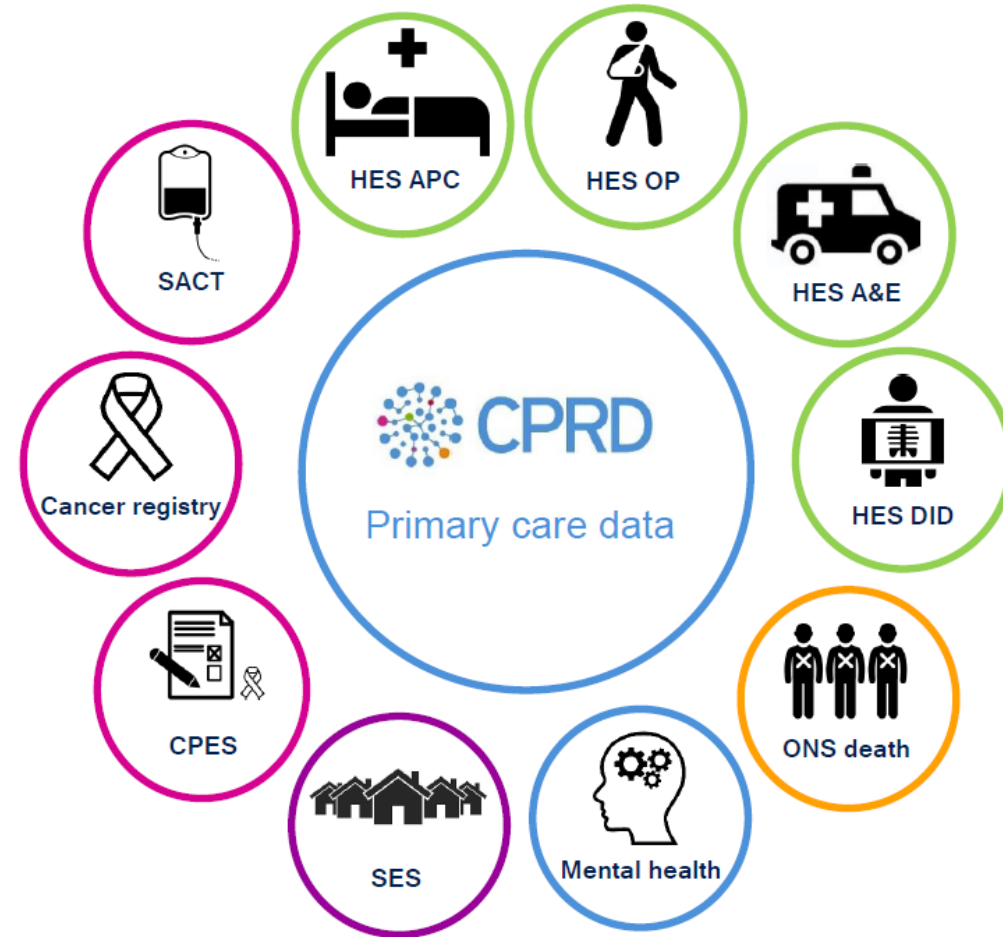 HES APC
HES OP
SACT
HES A&E
CPRD
Primary care data
Cancer registry
HES DID
CPES
ONS death
SES
Mental health